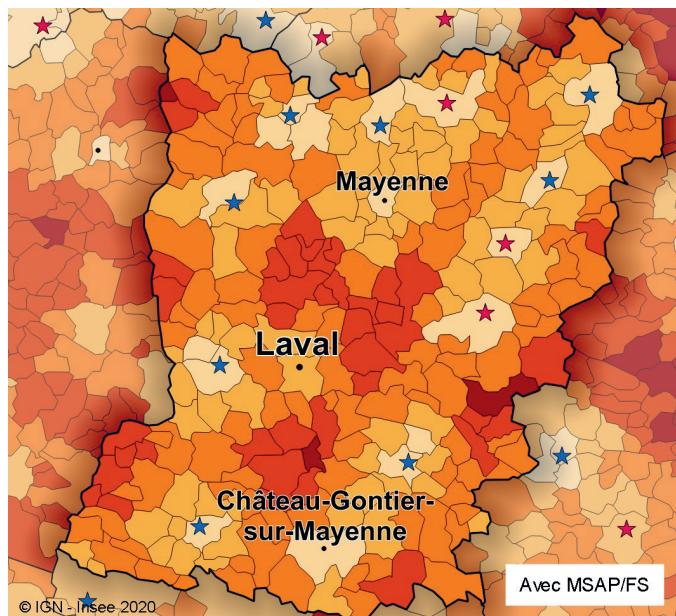 Mayenne
Laval
Château-Gontier-
sur-Mayenne
Avec MSAP/FS
© IGN - Insee 2020